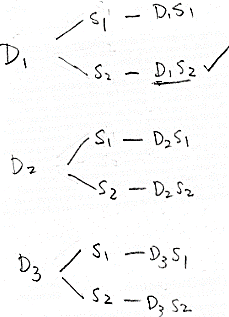 S₁ — D₁S₁
D₁
S₂ — D₁S₂ ✓
S₁ — D₂S₁
D₂
S₂ — D₂S₂
S₁ — D₃S₁
D₃
S₂ — D₃S₂